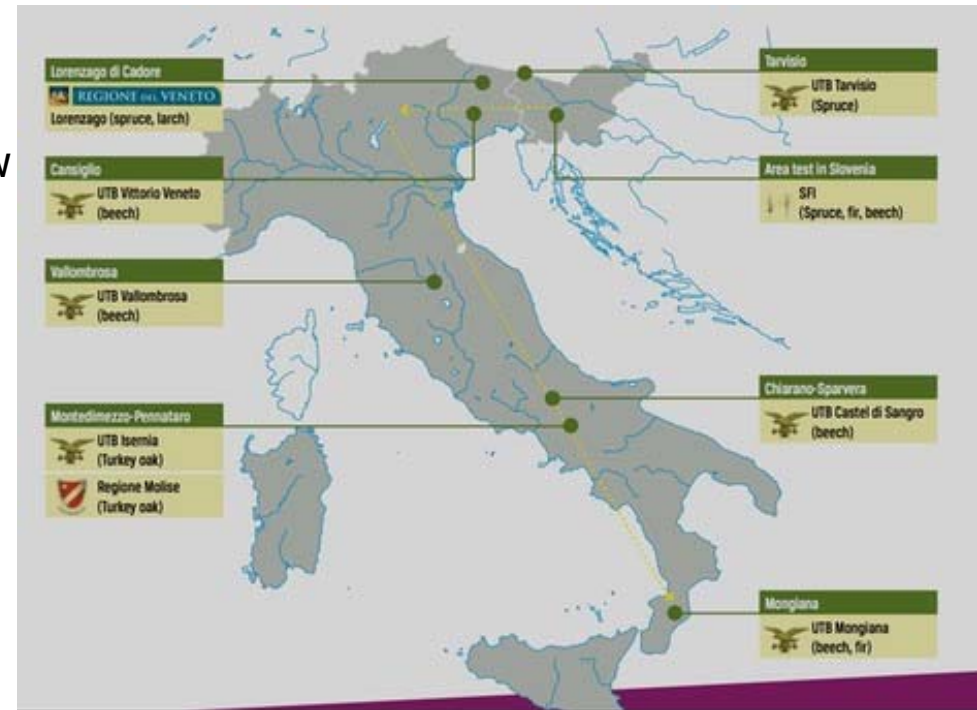 Lorenzago di Cadore
REGIONE DEL VENETO
Lorenzago (spruce, larch)
Cansiglio
UTB Vittorio Veneto
(beech)
Vallombrosa
UTB Vallombrosa
(beech)
Montedimezzo-Pennataro
UTB Isernia
(Turkey oak)
Regione Molise
(Turkey oak)
Tarvisio
UTB Tarvisio
(Spruce)
Area test in Slovenia
SFI
(Spruce, fir, beech)
Chiarano-Sparvera
UTB Castel di Sangro
(beech)
Mongiana
UTB Mongiana
(beech, fir)